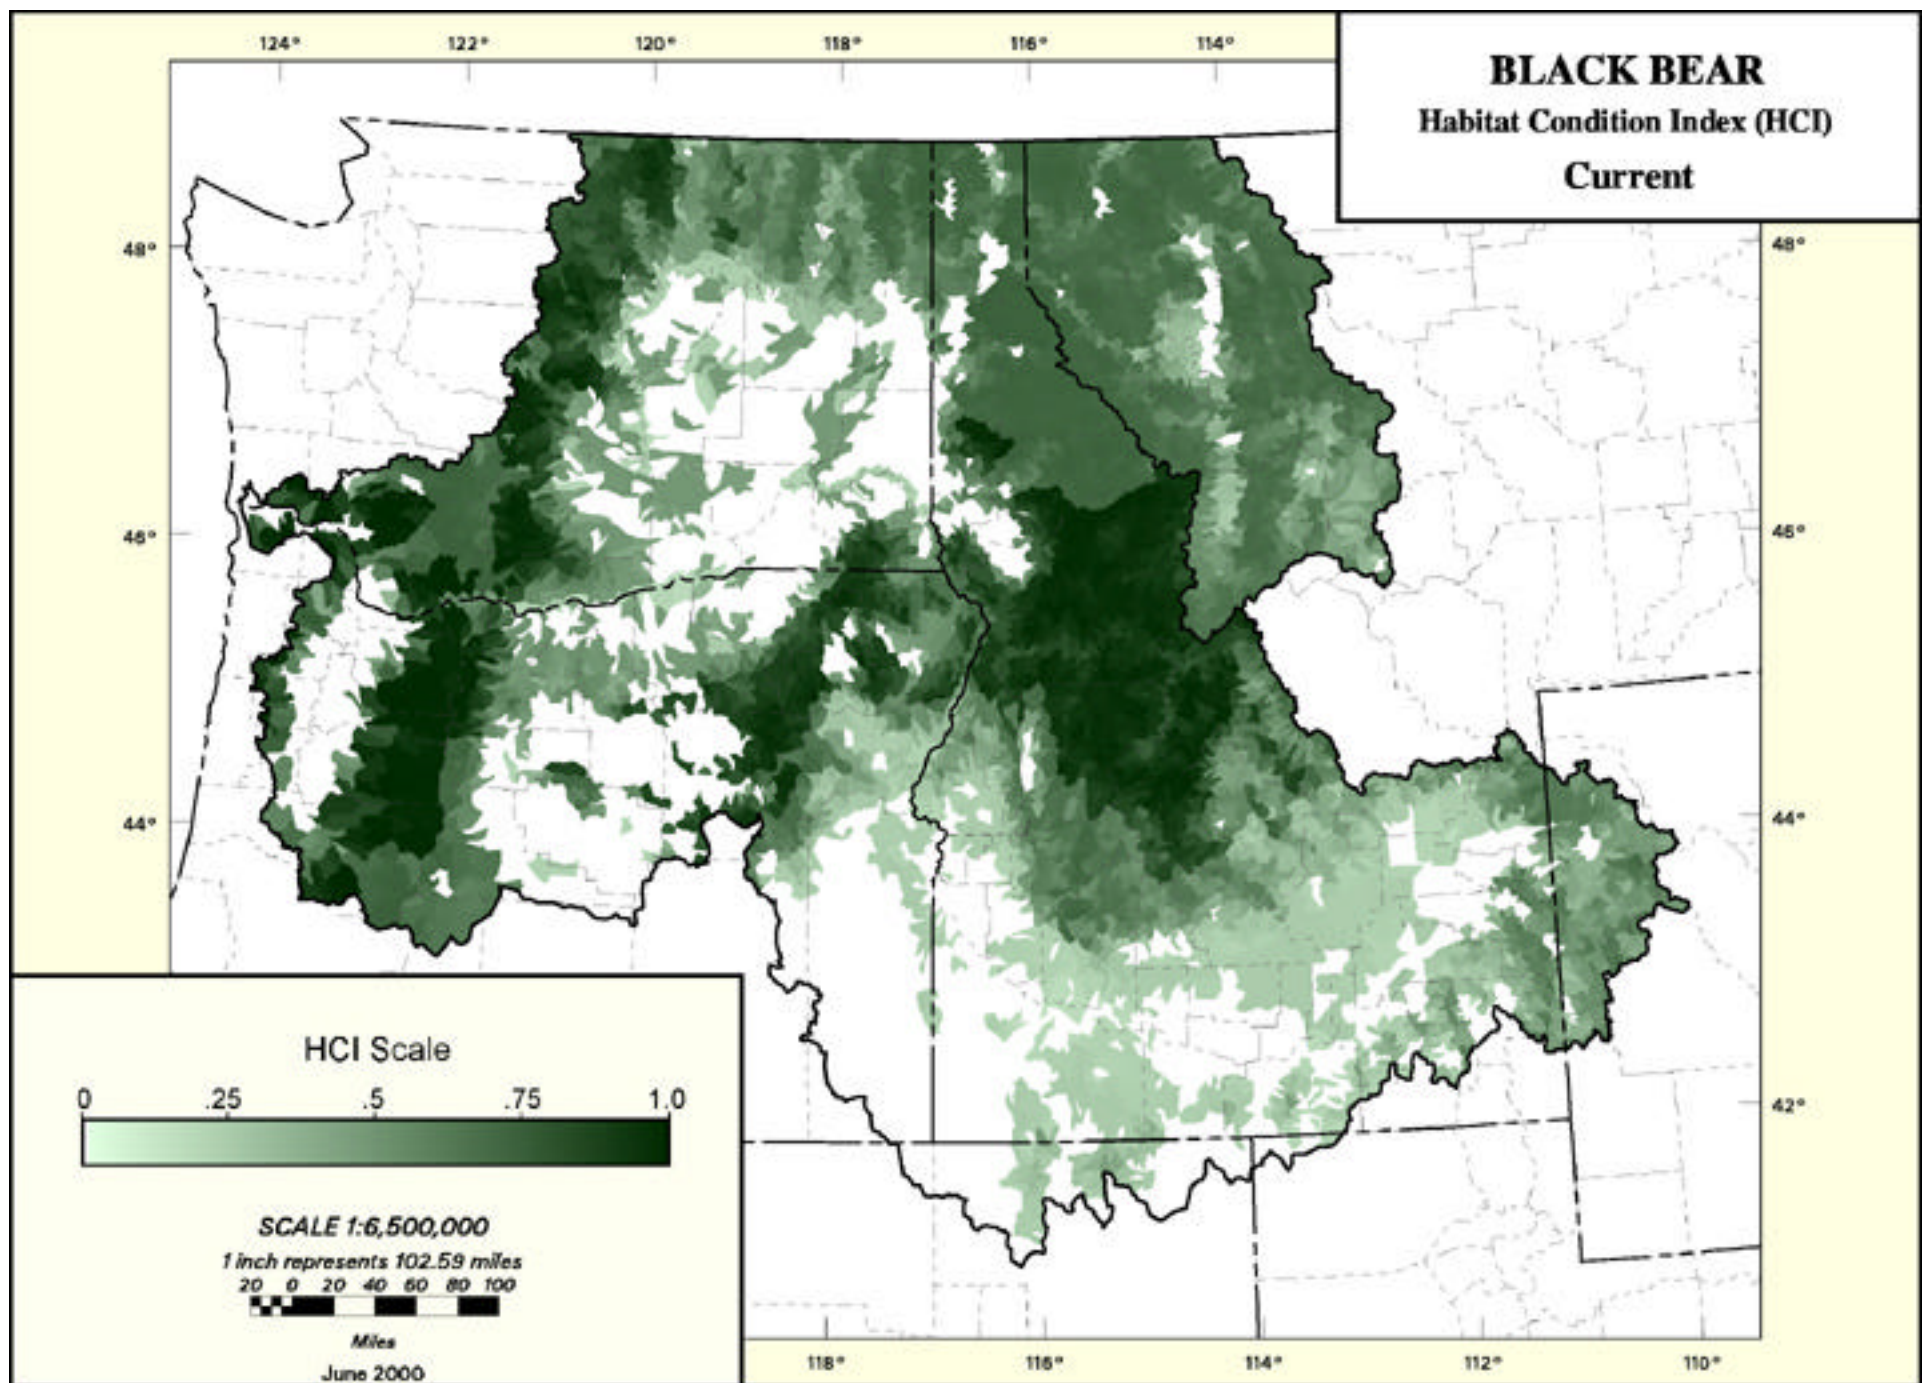 124° 122° 120° 118° 116° 114°
BLACK BEAR
Habitat Condition Index (HCI)
Current
48° 48°
46° 46°
44° 44°
42°
HCI Scale
0 .25 .5 .75 1.0
SCALE 1:6,500,000
1 inch represents 102.59 miles
20 0 20 40 60 80 100
Miles
June 2000
118° 116° 114° 112° 110°